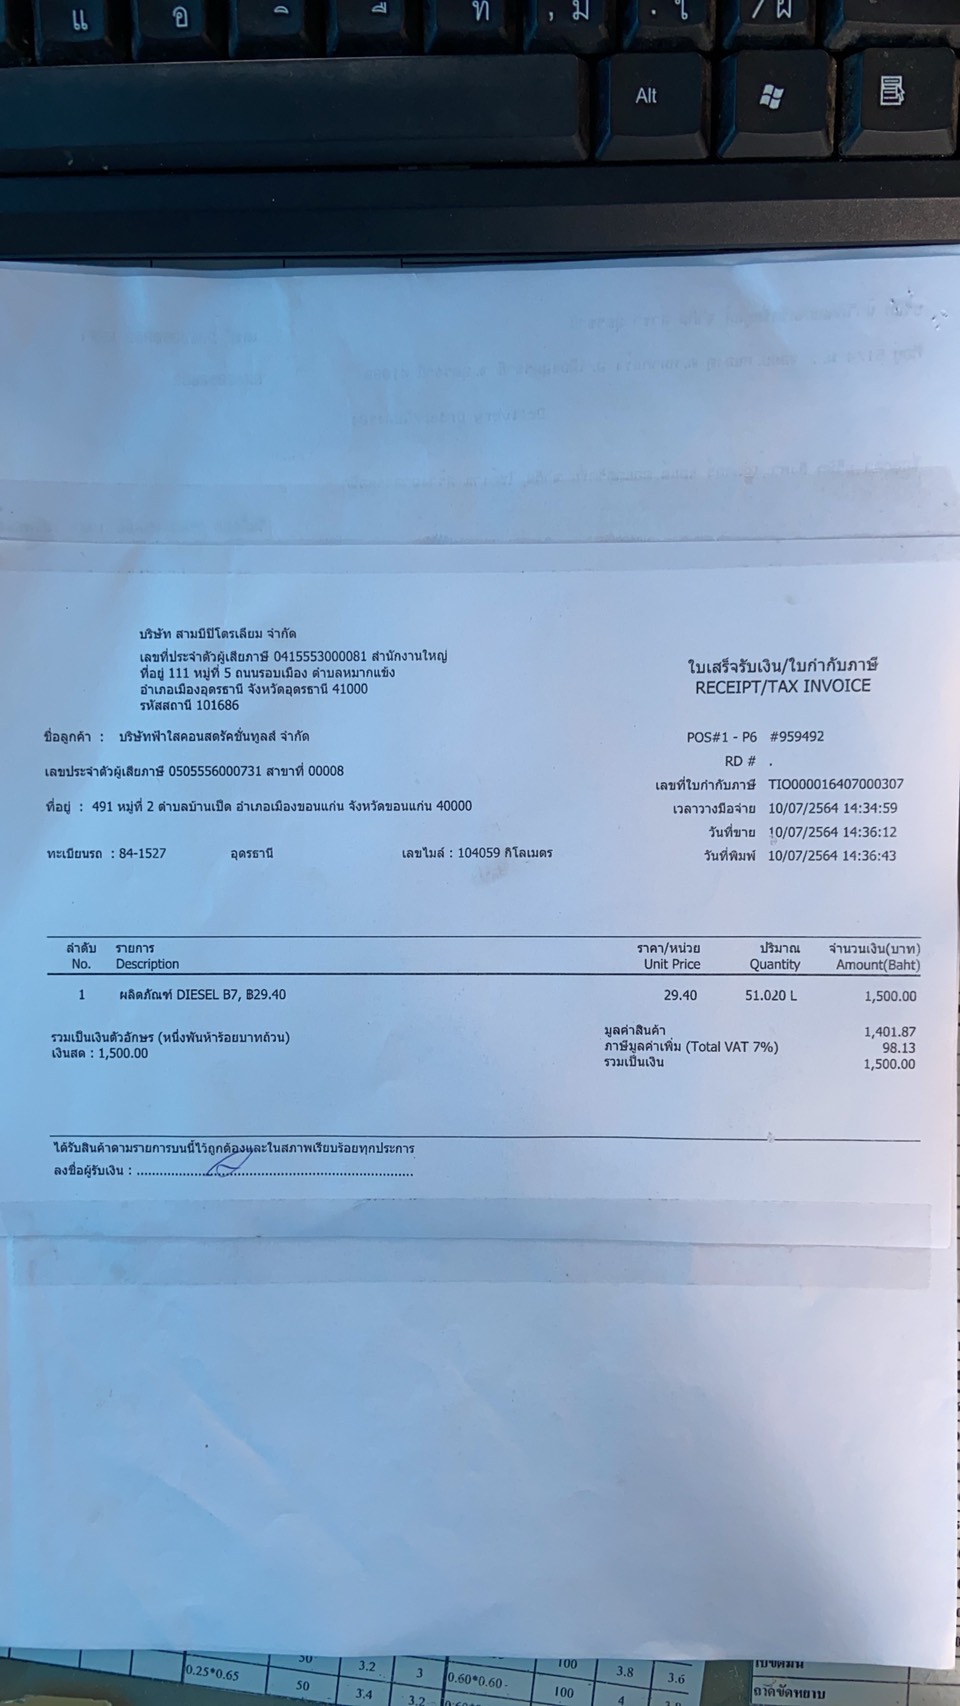 แ อ ท ม ใ ฝ
Alt
บริษัท สามมิปิโตรเลียม จำกัด
เลขที่ประจำตัวผู้เสียภาษี 0415553000081 สำนักงานใหญ่
ที่อยู่ 111 หมู่ที่ 5 ถนนรอบเมือง ตำบลหมากแข้ง
อำเภอเมืองอุดรธานี จังหวัดอุดรธานี 41000
รหัสสถานี 101686
ใบเสร็จรับเงิน/ใบกำกับภาษี
RECEIPT/TAX INVOICE
ชื่อลูกค้า : บริษัทฟ้าใสคอนสตรัคชั่นทูลส์ จำกัด
เลขประจำตัวผู้เสียภาษี 0505556000731 สาขาที่ 00008
ที่อยู่ : 491 หมู่ที่ 2 ตำบลบ้านเป็ด อำเภอเมืองขอนแก่น จังหวัดขอนแก่น 40000
ทะเบียนรถ : 84-1527 อุดรธานี เลขไมล์ : 104059 กิโลเมตร
POS#1 - P6 #959492
RD # .
เลขที่ใบกำกับภาษี TIO000016407000307
เวลาวางมือจ่าย 10/07/2564 14:34:59
วันที่ขาย 10/07/2564 14:36:12
วันที่พิมพ์ 10/07/2564 14:36:43
ลำดับ รายการ ราคา/หน่วย ปริมาณ จำนวนเงิน(บาท)
No. Description Unit Price Quantity Amount(Baht)
1 ผลิตภัณฑ์ DIESEL B7, ฿29.40 29.40 51.020 L 1,500.00
รวมเป็นเงินตัวอักษร (หนึ่งพันห้าร้อยบาทถ้วน)
เงินสด : 1,500.00
มูลค่าสินค้า 1,401.87
ภาษีมูลค่าเพิ่ม (Total VAT 7%) 98.13
รวมเป็นเงิน 1,500.00
ได้รับสินค้าตามรายการบนนี้ไว้ถูกต้องและในสภาพเรียบร้อยทุกประการ
ลงชื่อผู้รับเงิน : ........................................
50 3.2 3 0.60*0.60 100 3.8 3.6
0.25*0.65 50 3.4 3.2 100 4
ถาดขัดหยาบ